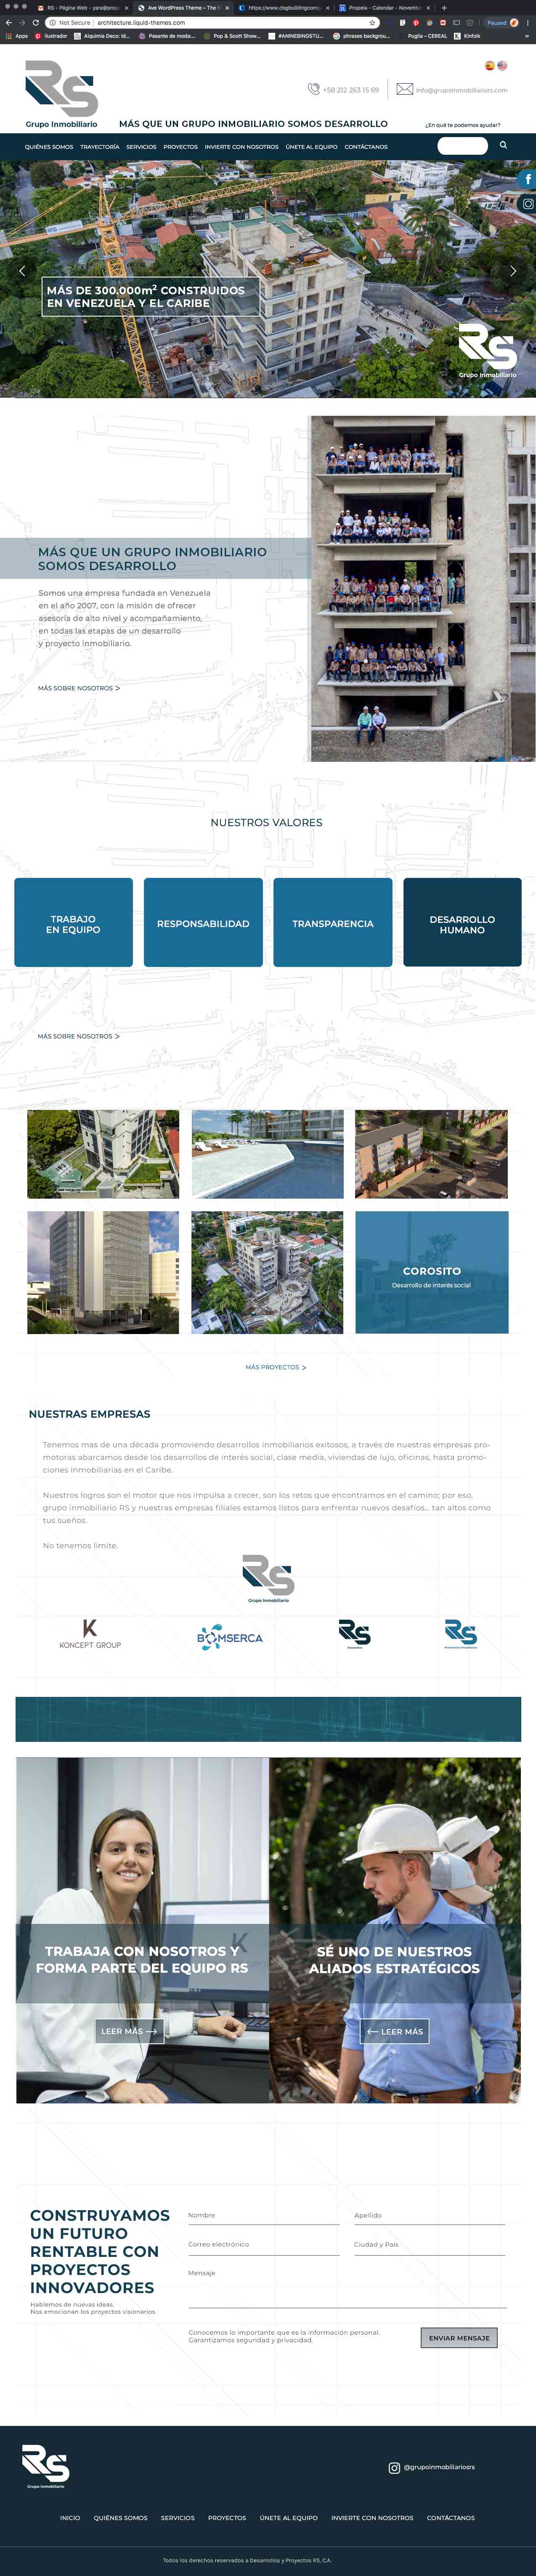 RS – Página Web – yara@prop
Ave WordPress Theme – The N
https://www.cbgbuildingcomp
Propela - Calendar - Novembe
Not Secure | architecture.liquid-themes.com
Paused
Apps
ilustrador
Alquimia Deco: Id...
Pasante de moda:...
Pop & Scott Show...
#ANINEBINGSTU...
phrases backgrou...
Puglia – CEREAL
Kinfolk
RS
Grupo Inmobiliario
+58 212 263 15 69
info@grupoinmobiliariors.com
MÁS QUE UN GRUPO INMOBILIARIO SOMOS DESARROLLO
¿En qué te podemos ayudar?
QUIÉNES SOMOS
TRAYECTORÍA
SERVICIOS
PROYECTOS
INVIERTE CON NOSOTROS
ÚNETE AL EQUIPO
CONTÁCTANOS
MÁS DE 300.000m² CONSTRUIDOS
EN VENEZUELA Y EL CARIBE
RS
Grupo Inmobiliario
MÁS QUE UN GRUPO INMOBILIARIO
SOMOS DESARROLLO
Somos una empresa fundada en Venezuela
en el año 2007, con la misión de ofrecer
asesoría de alto nivel y acompañamiento,
en todas las etapas de un desarrollo
y proyecto inmobiliario.
MÁS SOBRE NOSOTROS >
NUESTROS VALORES
TRABAJO
EN EQUIPO
RESPONSABILIDAD
TRANSPARENCIA
DESARROLLO
HUMANO
MÁS SOBRE NOSOTROS >
COROSITO
Desarrollo de interés social
MÁS PROYECTOS >
NUESTRAS EMPRESAS
Tenemos mas de una década promoviendo desarrollos inmobiliarios exitosos, a través de nuestras empresas pro-
motoras abarcamos desde los desarrollos de interés social, clase media, viviendas de lujo, oficinas, hasta promo-
ciones inmobiliarias en el Caribe.
Nuestros logros son el motor que nos impulsa a crecer, son los retos que encontramos en el camino; por eso,
grupo inmobiliario RS y nuestras empresas filiales estamos listos para enfrentar nuevos desafíos... tan altos como
tus sueños.
No tenemos límite.
RS
Grupo Inmobiliario
K
KONCEPT GROUP
BOMSERCA
RS
RS
TRABAJA CON NOSOTROS Y
FORMA PARTE DEL EQUIPO RS
LEER MÁS →
SÉ UNO DE NUESTROS
ALIADOS ESTRATÉGICOS
← LEER MÁS
CONSTRUYAMOS
UN FUTURO
RENTABLE CON
PROYECTOS
INNOVADORES
Hablemos de nuevas ideas.
Nos emocionan los proyectos visionarios.
Nombre
Apellido
Correo electrónico
Ciudad y País
Mensaje
Conocemos lo importante que es la información personal.
Garantizamos seguridad y privacidad.
ENVIAR MENSAJE
RS
Grupo Inmobiliario
@grupoinmobiliariosrs
INICIO
QUIÉNES SOMOS
SERVICIOS
PROYECTOS
ÚNETE AL EQUIPO
INVIERTE CON NOSOTROS
CONTÁCTANOS
Todos los derechos reservados a Desarrollos y Proyectos RS, C.A.